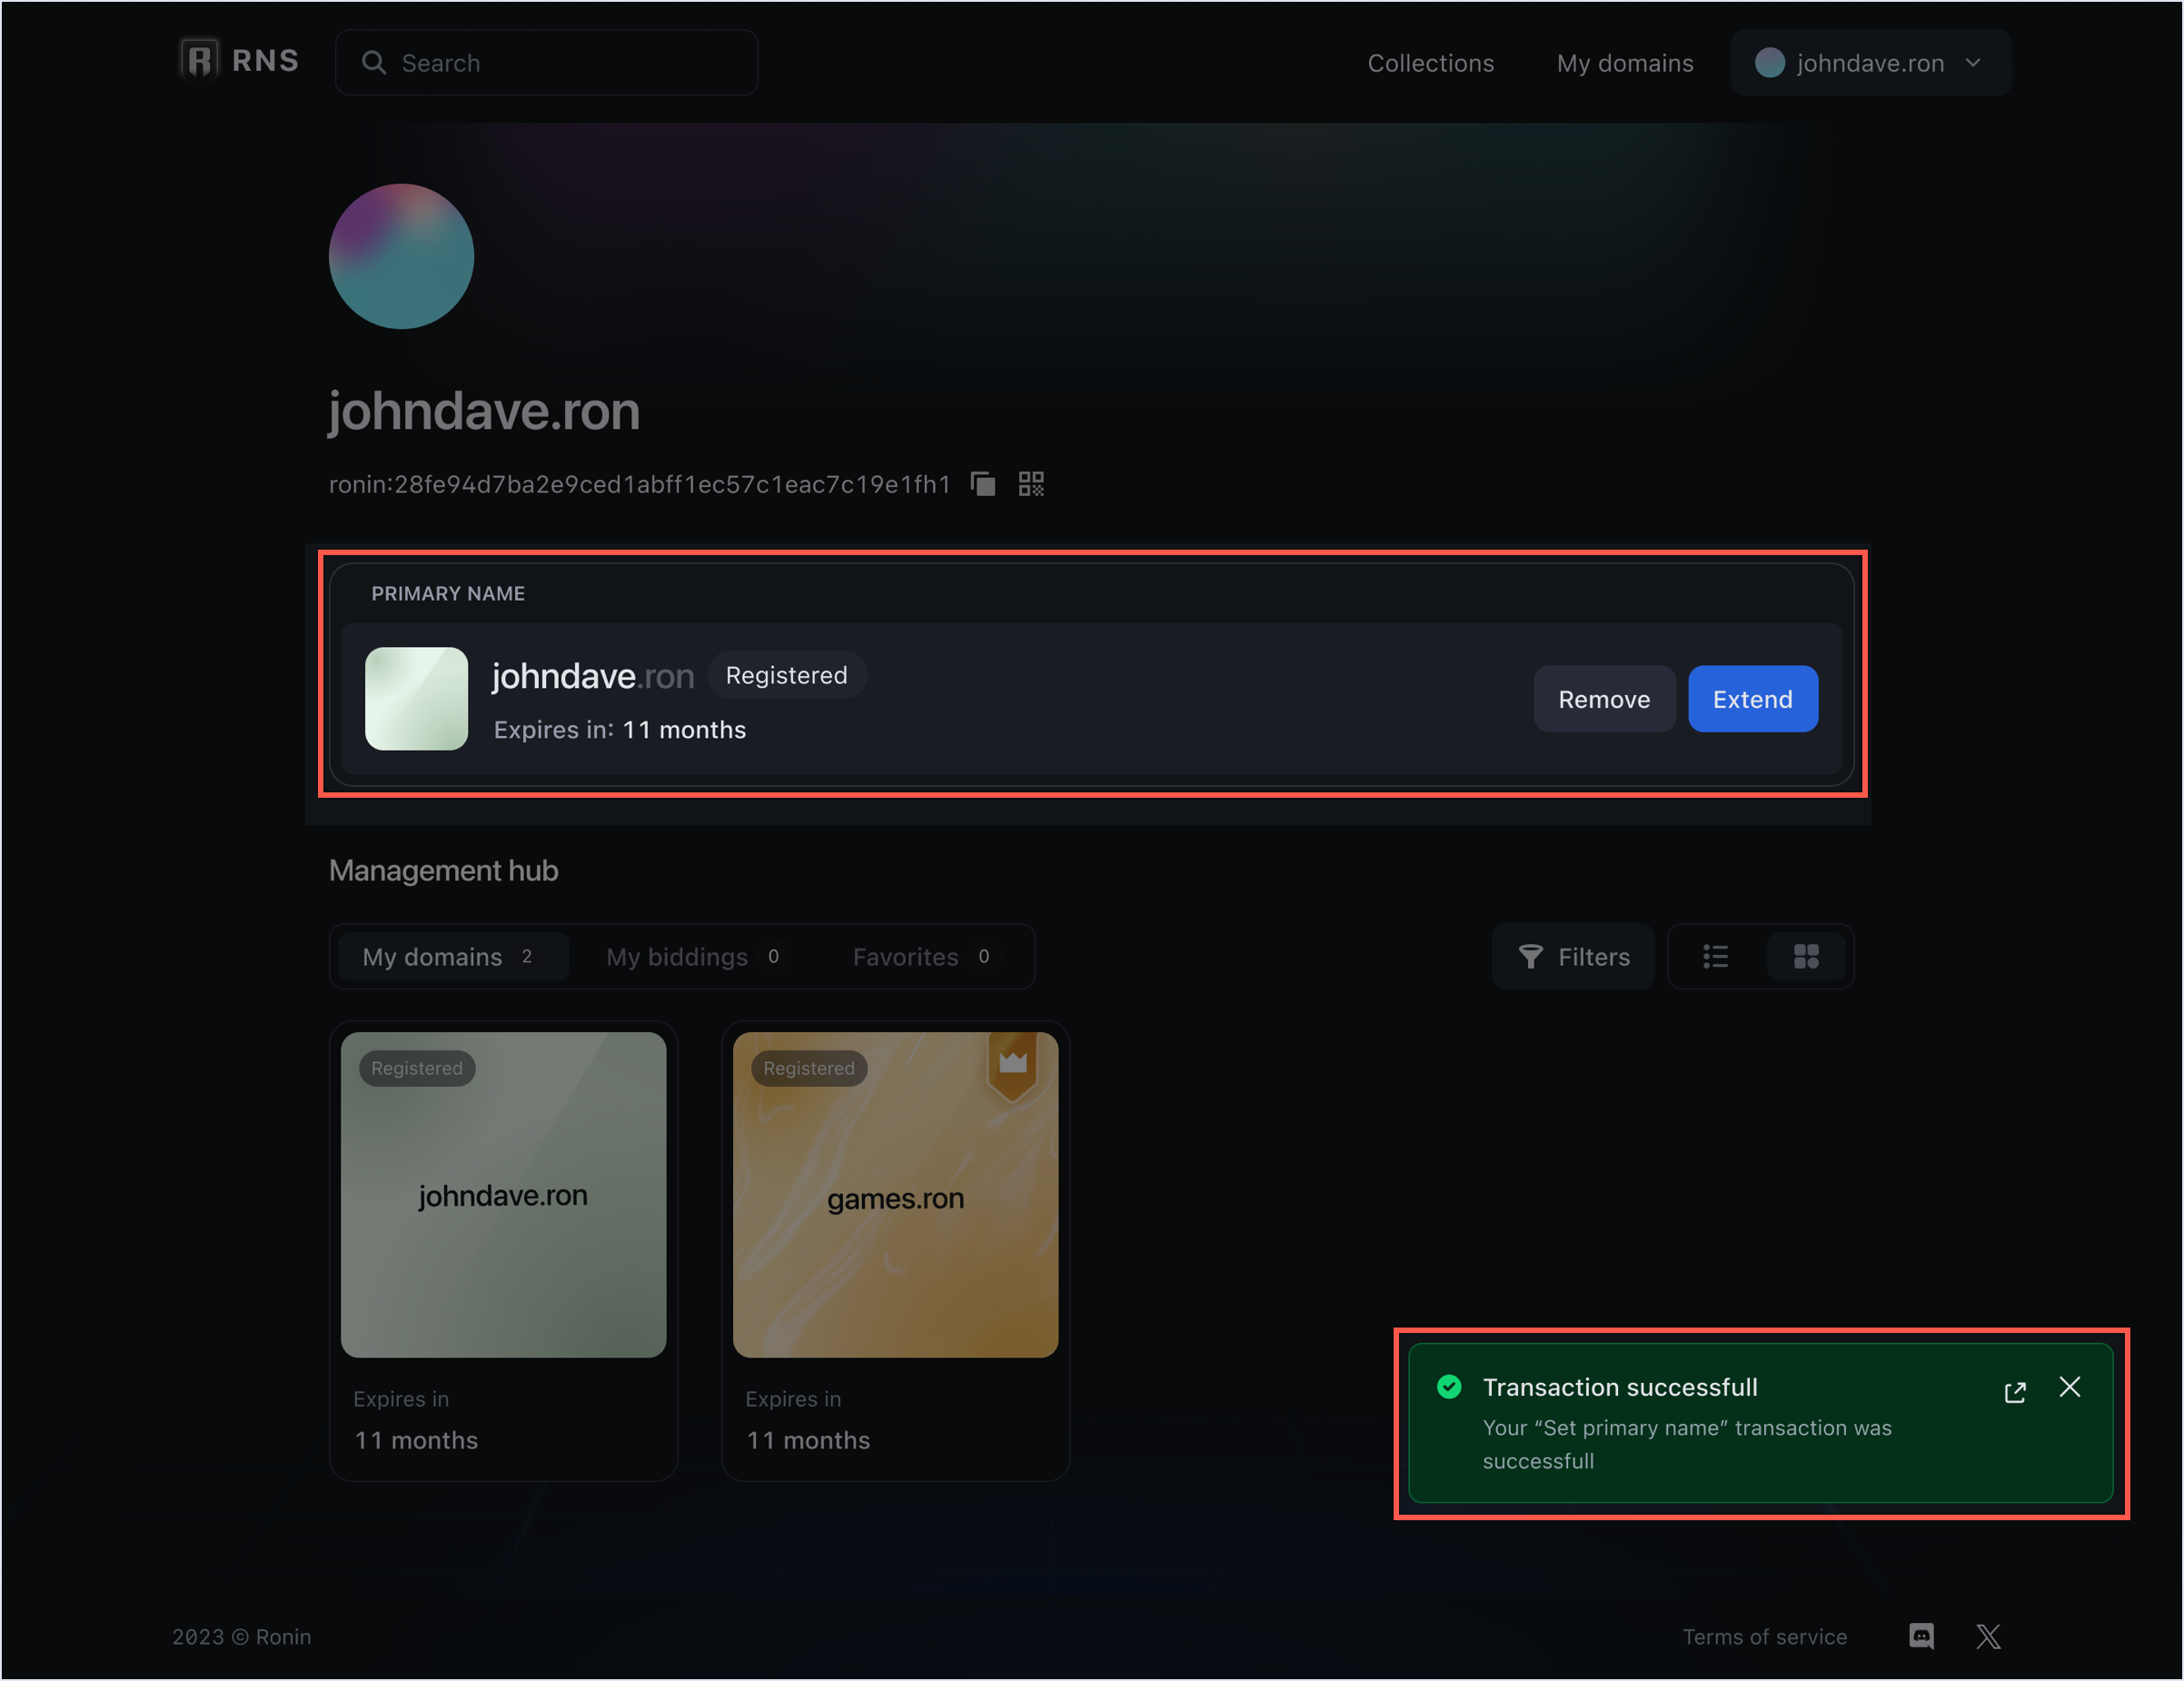 RNS
Search
Collections
My domains
johndave.ron
johndave.ron
ronin:28fe94d7ba2e9ced1abff1ec57c1eac7c19e1fh1
PRIMARY NAME
johndave.ron
Registered
Expires in: 11 months
Remove
Extend
Management hub
My domains 2
My biddings 0
Favorites 0
Filters
Registered
johndave.ron
Expires in
11 months
Registered
games.ron
Expires in
11 months
Transaction successfull
Your “Set primary name” transaction was
successfull
2023 © Ronin
Terms of service